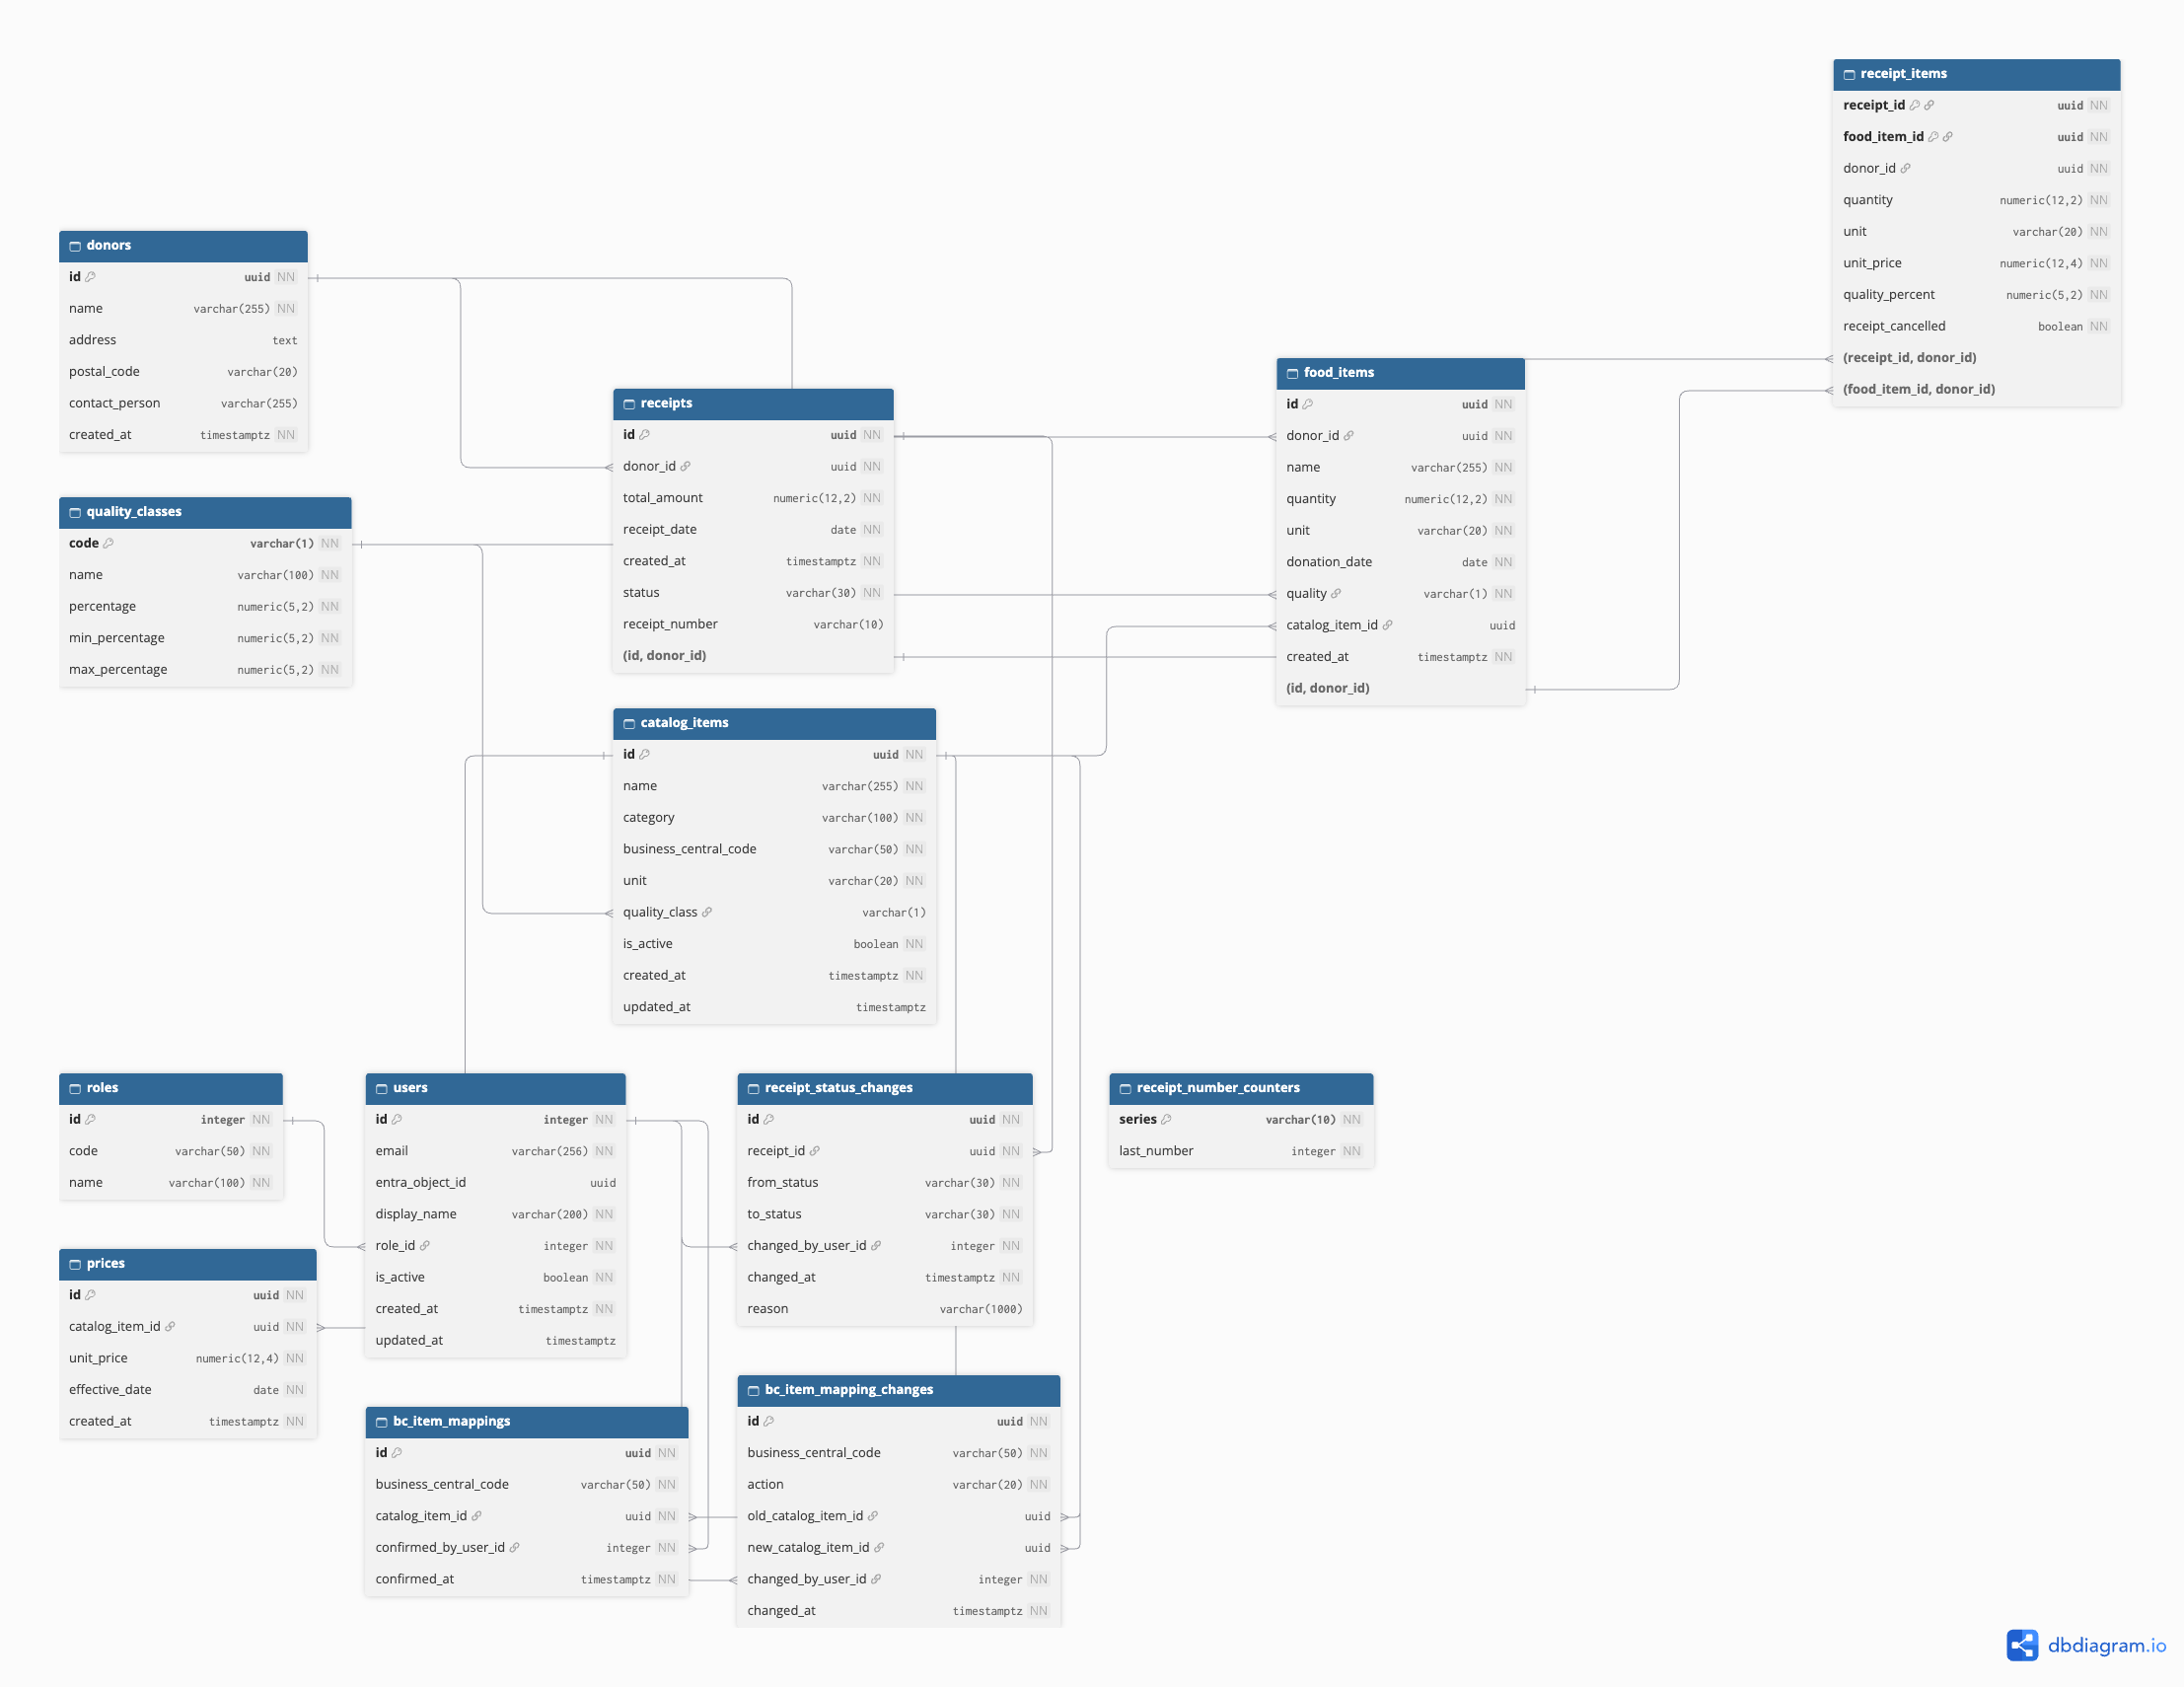 receipt_items
receipt_id uuid NN
food_item_id uuid NN
donor_id uuid NN
quantity numeric(12,2) NN
unit varchar(20) NN
unit_price numeric(12,4) NN
quality_percent numeric(5,2) NN
receipt_cancelled boolean NN
(receipt_id, donor_id)
(food_item_id, donor_id)
donors
id uuid NN
name varchar(255) NN
address text
postal_code varchar(20)
contact_person varchar(255)
created_at timestamptz NN
food_items
id uuid NN
donor_id uuid NN
name varchar(255) NN
quantity numeric(12,2) NN
unit varchar(20) NN
donation_date date NN
quality varchar(1) NN
catalog_item_id uuid
created_at timestamptz NN
(id, donor_id)
receipts
id uuid NN
donor_id uuid NN
total_amount numeric(12,2) NN
receipt_date date NN
created_at timestamptz NN
status varchar(30) NN
receipt_number varchar(10)
(id, donor_id)
quality_classes
code varchar(1) NN
name varchar(100) NN
percentage numeric(5,2) NN
min_percentage numeric(5,2) NN
max_percentage numeric(5,2) NN
catalog_items
id uuid NN
name varchar(255) NN
category varchar(100) NN
business_central_code varchar(50) NN
unit varchar(20) NN
quality_class varchar(1)
is_active boolean NN
created_at timestamptz NN
updated_at timestamptz
roles
id integer NN
code varchar(50) NN
name varchar(100) NN
users
id integer NN
email varchar(256) NN
entra_object_id uuid
display_name varchar(200) NN
role_id integer NN
is_active boolean NN
created_at timestamptz NN
updated_at timestamptz
receipt_status_changes
id uuid NN
receipt_id uuid NN
from_status varchar(30) NN
to_status varchar(30) NN
changed_by_user_id integer NN
changed_at timestamptz NN
reason varchar(1000)
receipt_number_counters
series varchar(10) NN
last_number integer NN
prices
id uuid NN
catalog_item_id uuid NN
unit_price numeric(12,4) NN
effective_date date NN
created_at timestamptz NN
bc_item_mappings
id uuid NN
business_central_code varchar(50) NN
catalog_item_id uuid NN
confirmed_by_user_id integer NN
confirmed_at timestamptz NN
bc_item_mapping_changes
id uuid NN
business_central_code varchar(50) NN
action varchar(20) NN
old_catalog_item_id uuid
new_catalog_item_id uuid
changed_by_user_id integer NN
changed_at timestamptz NN
dbdiagram.io